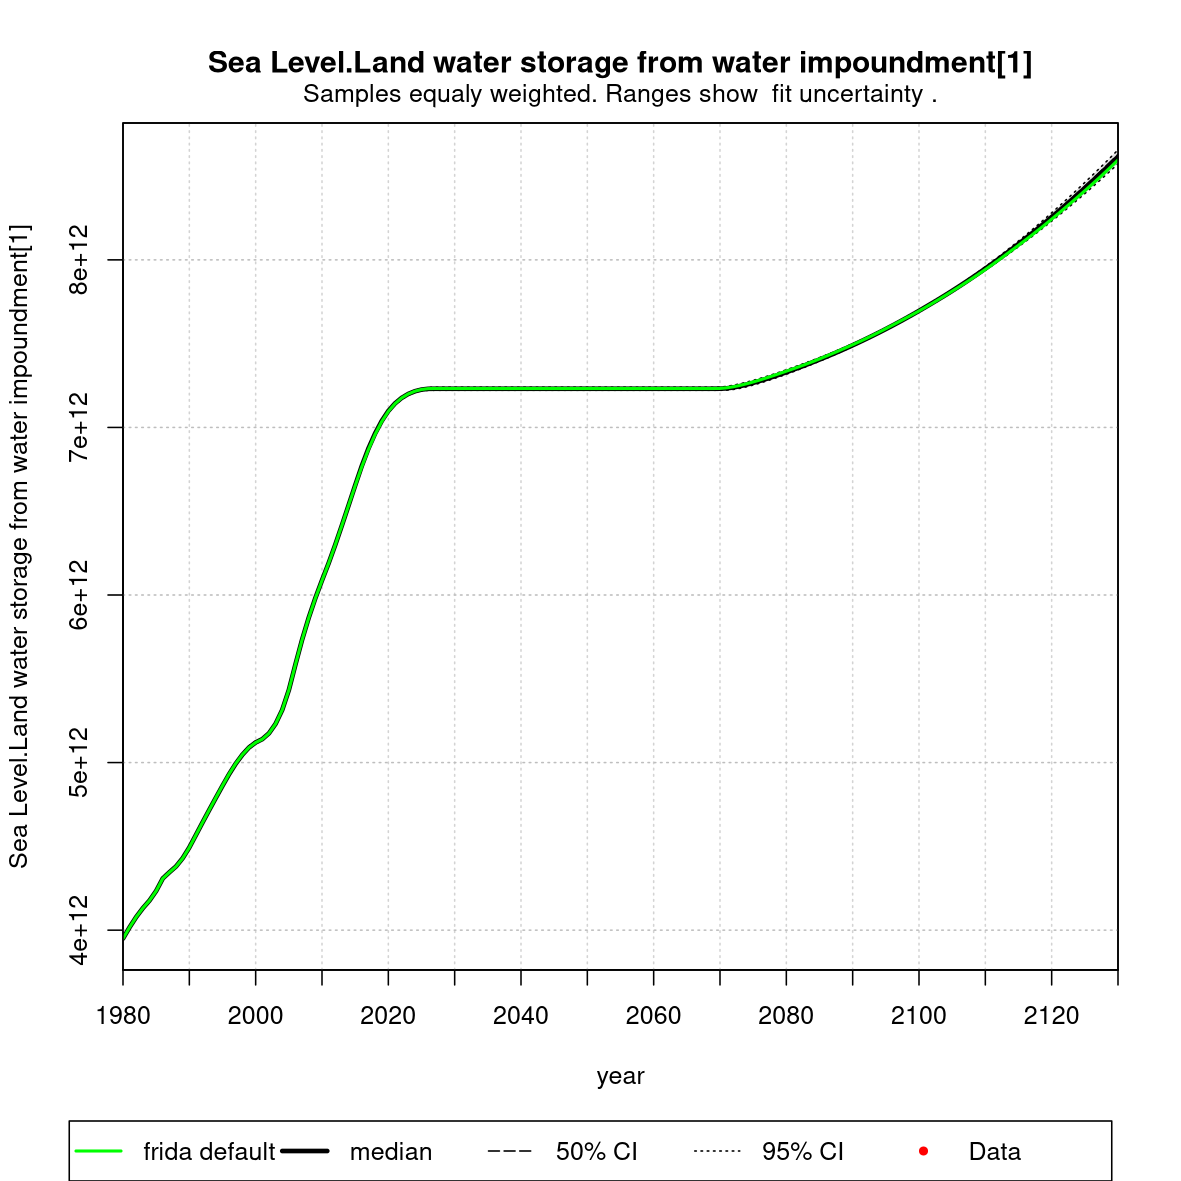 Sea Level.Land water storage from water impoundment[1]
Samples equaly weighted. Ranges show  fit uncertainty .
Sea Level.Land water storage from water impoundment[1]
8e+12
7e+12
6e+12
5e+12
4e+12
1980 2000 2020 2040 2060 2080 2100 2120
year
frida default median 50% CI 95% CI Data